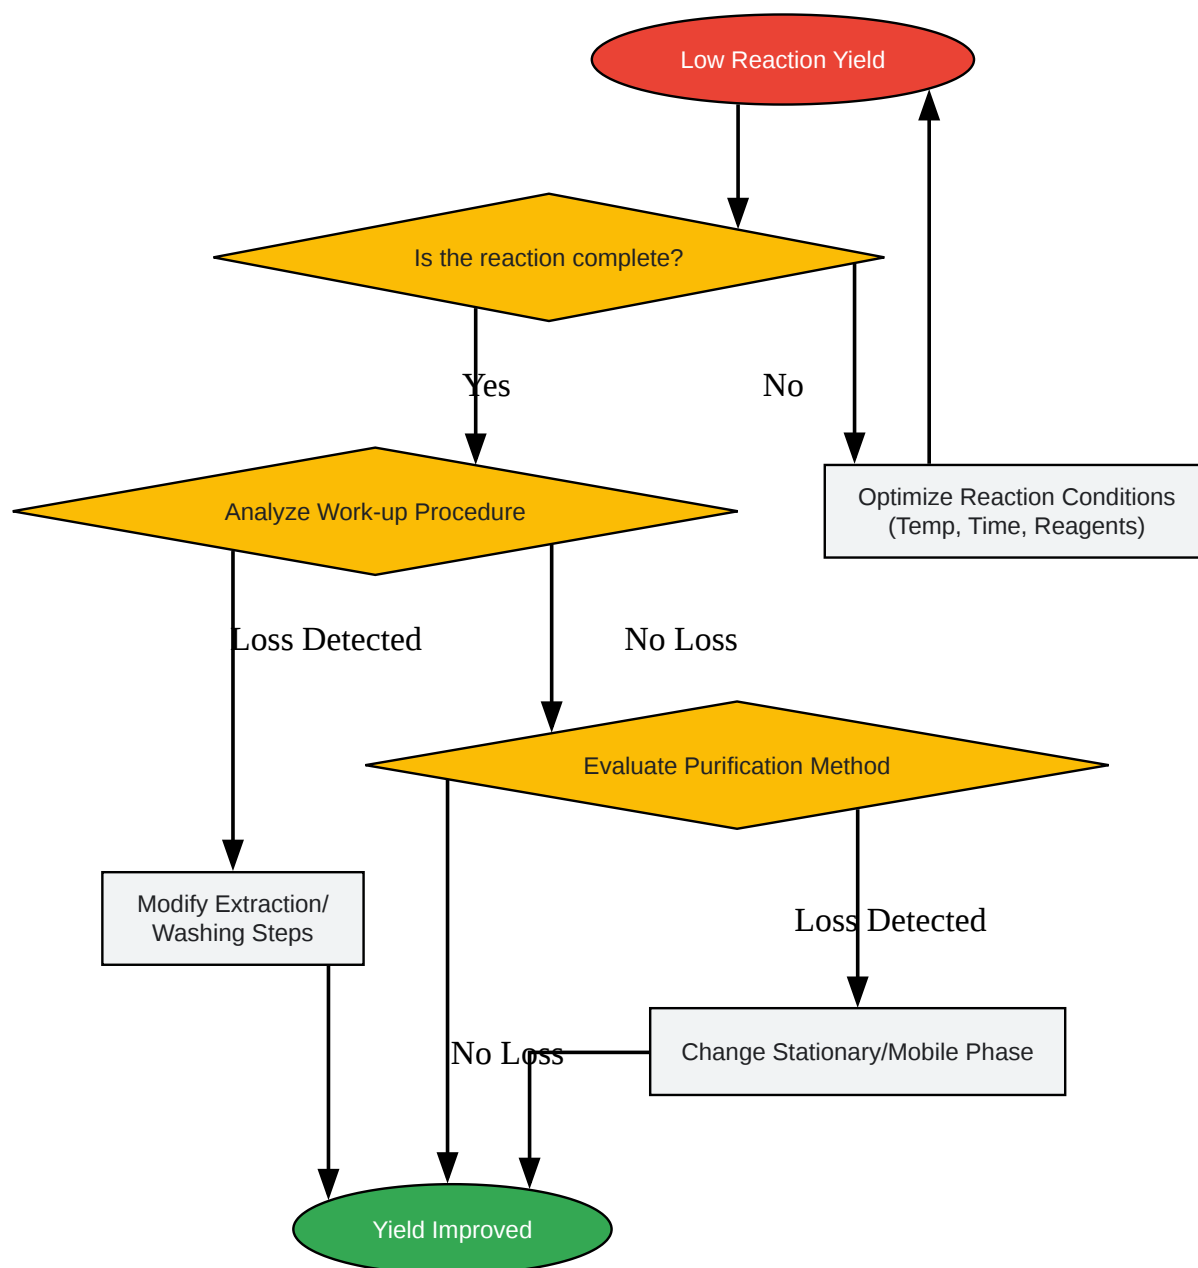 Low Reaction Yield
Is the reaction complete?
Yes
No
Optimize Reaction Conditions
(Temp, Time, Reagents)
Analyze Work-up Procedure
Loss Detected
No Loss
Evaluate Purification Method
Modify Extraction/
Washing Steps
Loss Detected
No Loss
Change Stationary/Mobile Phase
Yield Improved